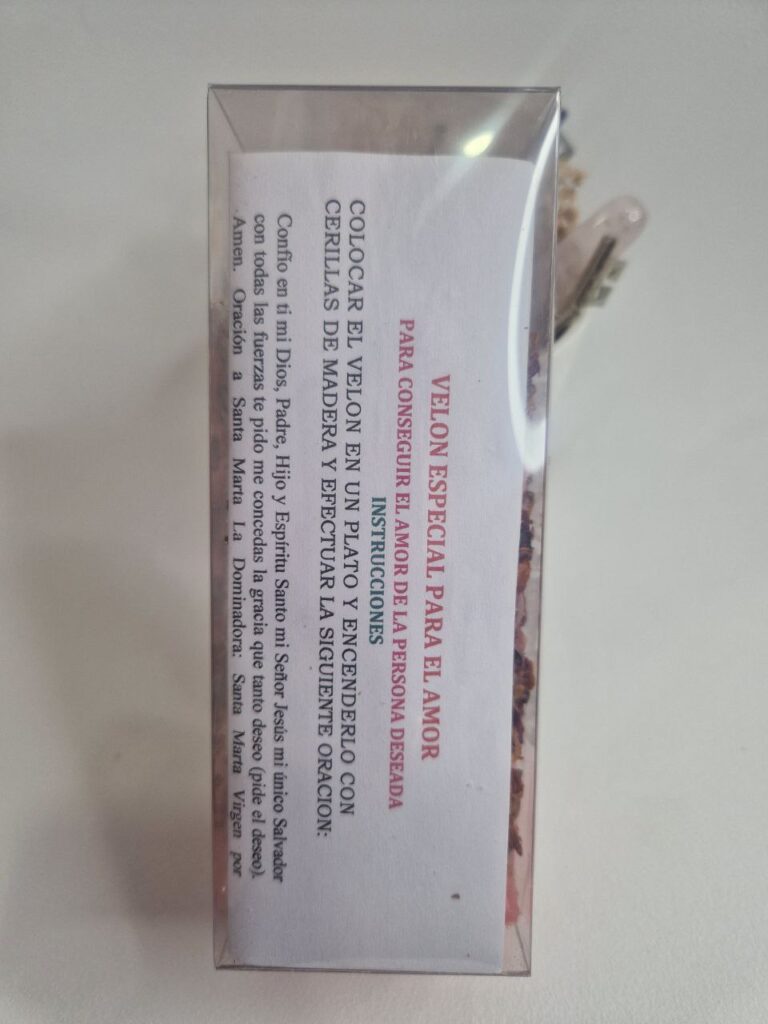 VELON ESPECIAL PARA EL AMOR
PARA CONSEGUIR EL AMOR DE LA PERSONA DESEADA
INSTRUCCIONES
COLOCAR EL VELON EN UN PLATO Y ENCENDERLO CON
CERILLAS DE MADERA Y EFECTUAR LA SIGUIENTE ORACION:
Confío en ti mi Dios, Padre, Hijo y Espíritu Santo mi Señor Jesús mi único Salvador
con todas las fuerzas te pido me concedas la gracia que tanto deseo (pide el deseo).
Amen. Oración a Santa Marta La Dominadora: Santa Marta Virgen por